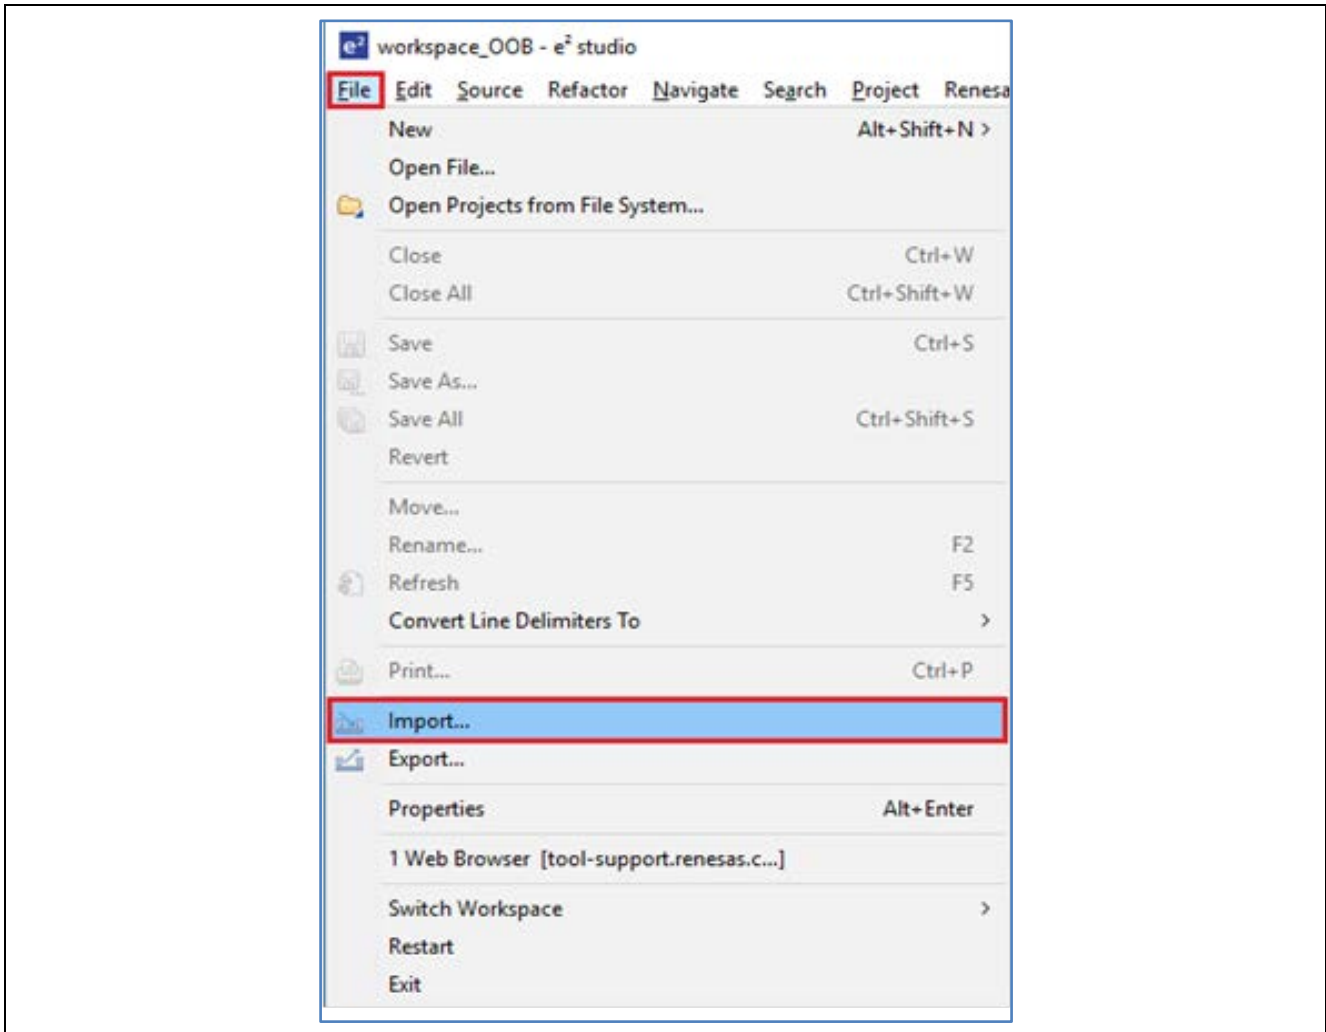 e² workspace_OOB - e² studio
File Edit Source Refactor Navigate Search Project Renesa
New Alt+Shift+N >
Open File...
Open Projects from File System...
Close Ctrl+W
Close All Ctrl+Shift+W
Save Ctrl+S
Save As...
Save All Ctrl+Shift+S
Revert
Move...
Rename... F2
Refresh F5
Convert Line Delimiters To >
Print... Ctrl+P
Import...
Export...
Properties Alt+Enter
1 Web Browser [tool-support.renesas.c...]
Switch Workspace >
Restart
Exit